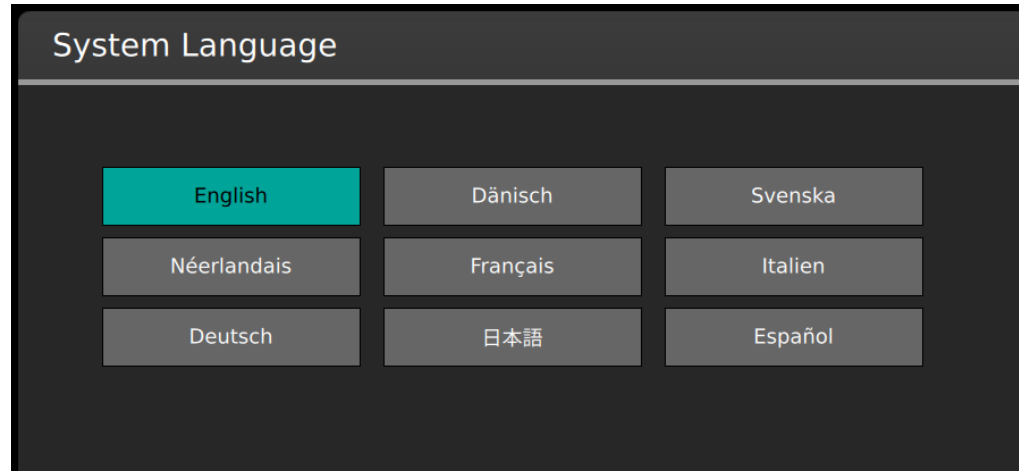 System Language
English
Dänisch
Svenska
Néerlandais
Français
Italien
Deutsch
日本語
Español